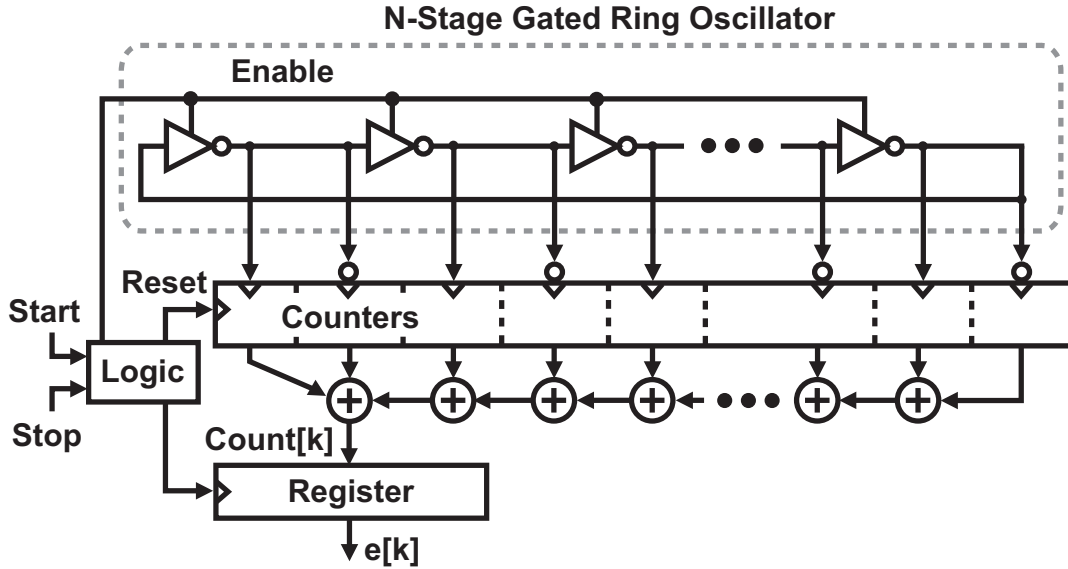 N-Stage Gated Ring Oscillator
Enable
Reset
Start
Counters
Logic
Stop
Count[k]
Register
e[k]